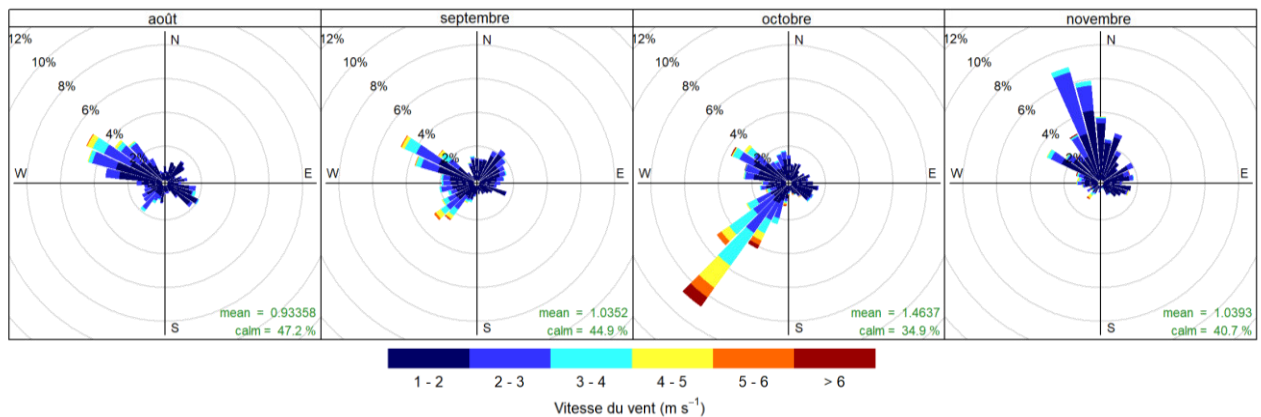 août
septembre
octobre
novembre
12%
10%
8%
6%
4%
2%
N
W
E
S
mean = 0.93358
calm = 47.2 %
12%
10%
8%
6%
4%
2%
N
W
E
S
mean = 1.0352
calm = 44.9 %
12%
10%
8%
6%
4%
2%
N
W
E
S
mean = 1.4637
calm = 34.9 %
12%
10%
8%
6%
4%
2%
N
W
E
S
mean = 1.0393
calm = 40.7 %
1 - 2
2 - 3
3 - 4
4 - 5
5 - 6
> 6
Vitesse du vent (m s⁻¹)